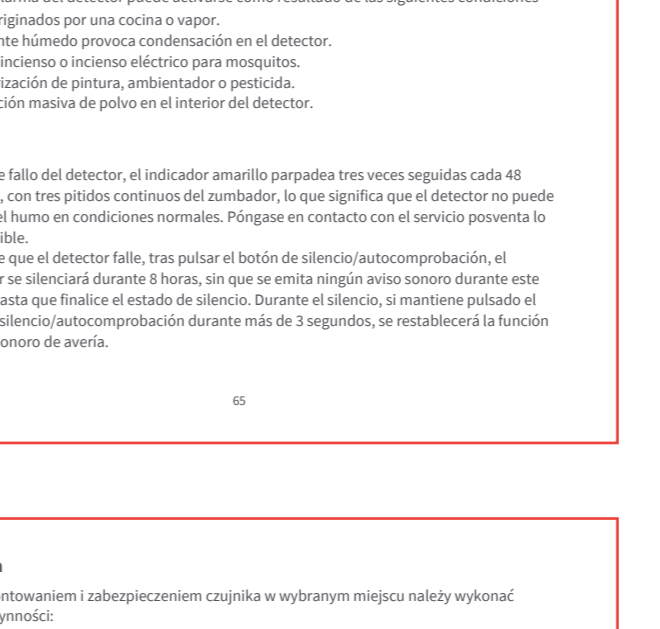 alarma del detector puede activarse como resultado de las siguientes condiciones
riginados por una cocina o vapor.
nte húmedo provoca condensación en el detector.
incienso o incienso eléctrico para mosquitos.
ización de pintura, ambientador o pesticida.
ción masiva de polvo en el interior del detector.
e fallo del detector, el indicador amarillo parpadea tres veces seguidas cada 48
, con tres pitidos continuos del zumbador, lo que significa que el detector no puede
el humo en condiciones normales. Póngase en contacto con el servicio posventa lo
ible.
e que el detector falle, tras pulsar el botón de silencio/autocomprobación, el
r se silenciará durante 8 horas, sin que se emita ningún aviso sonoro durante este
asta que finalice el estado de silencio. Durante el silencio, si mantiene pulsado el
silencio/autocomprobación durante más de 3 segundos, se restablecerá la función
onoro de avería.
65
ntowaniem i zabezpieczeniem czujnika w wybranym miejscu należy wykonać
ynności: